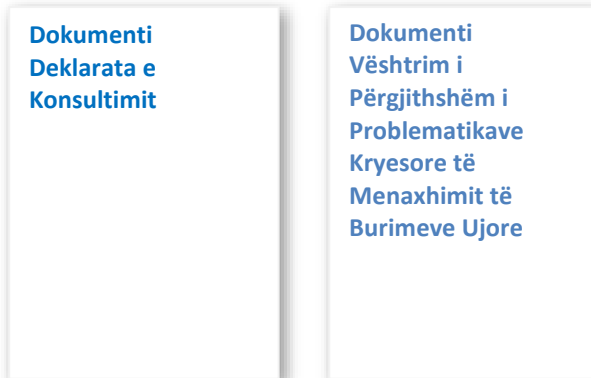 Dokumenti
Deklarata e
Konsultimit
Dokumenti
Vështrim i
Përgjithshëm i
Problematikave
Kryesore të
Menaxhimit të
Burimeve Ujore